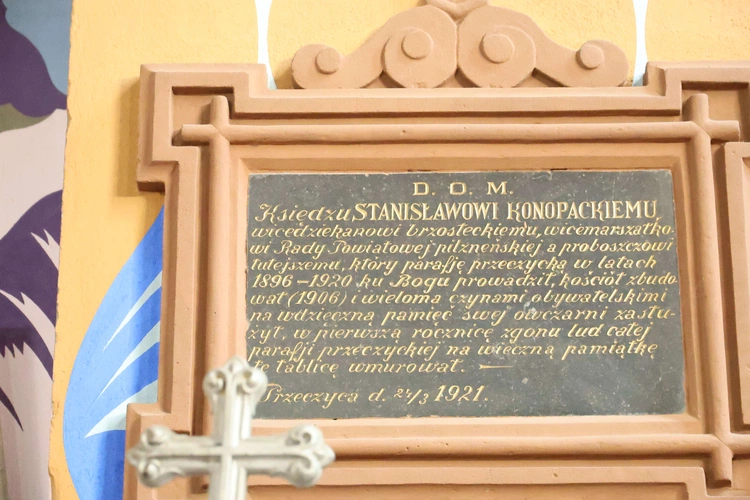 D. O. M.
Księdzu STANISŁAWOWI KONOPACKIEMU,
wicedziekanowi brzosteckiemu, wicemarszałko-
wi Rady Powiatowej pilzneńskiej a proboszczowi
tutejszemu, który parafję przeczycką w latach
1896-1920 ku Bogu prowadził, kościół zbudo
wał (1906) i wieloma czynami obywatelskimi
na wdzięczną pamięć swej owczarni zasłu-
żył, w pierwszą rocznicę zgonu lud całej
parafji przeczyckiej na wieczną pamiątkę
tę tablicę wmurował. —
Przeczyca d. 24/3 1921.